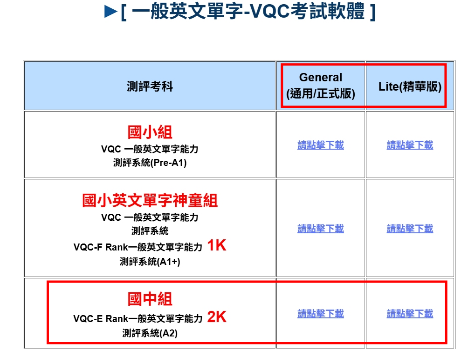 ►[ 一般英文單字-VQC考試軟體 ]
測評考科
General
(通用/正式版)
Lite(精華版)
國小組
VQC 一般英文單字能力
測評系統(Pre-A1)
請點擊下載
請點擊下載
國小英文單字神童組
VQC 一般英文單字能力
測評系統
VQC-F Rank一般英文單字能力 1K
測評系統(A1+)
請點擊下載
請點擊下載
國中組
VQC-E Rank一般英文單字能力 2K
測評系統(A2)
請點擊下載
請點擊下載